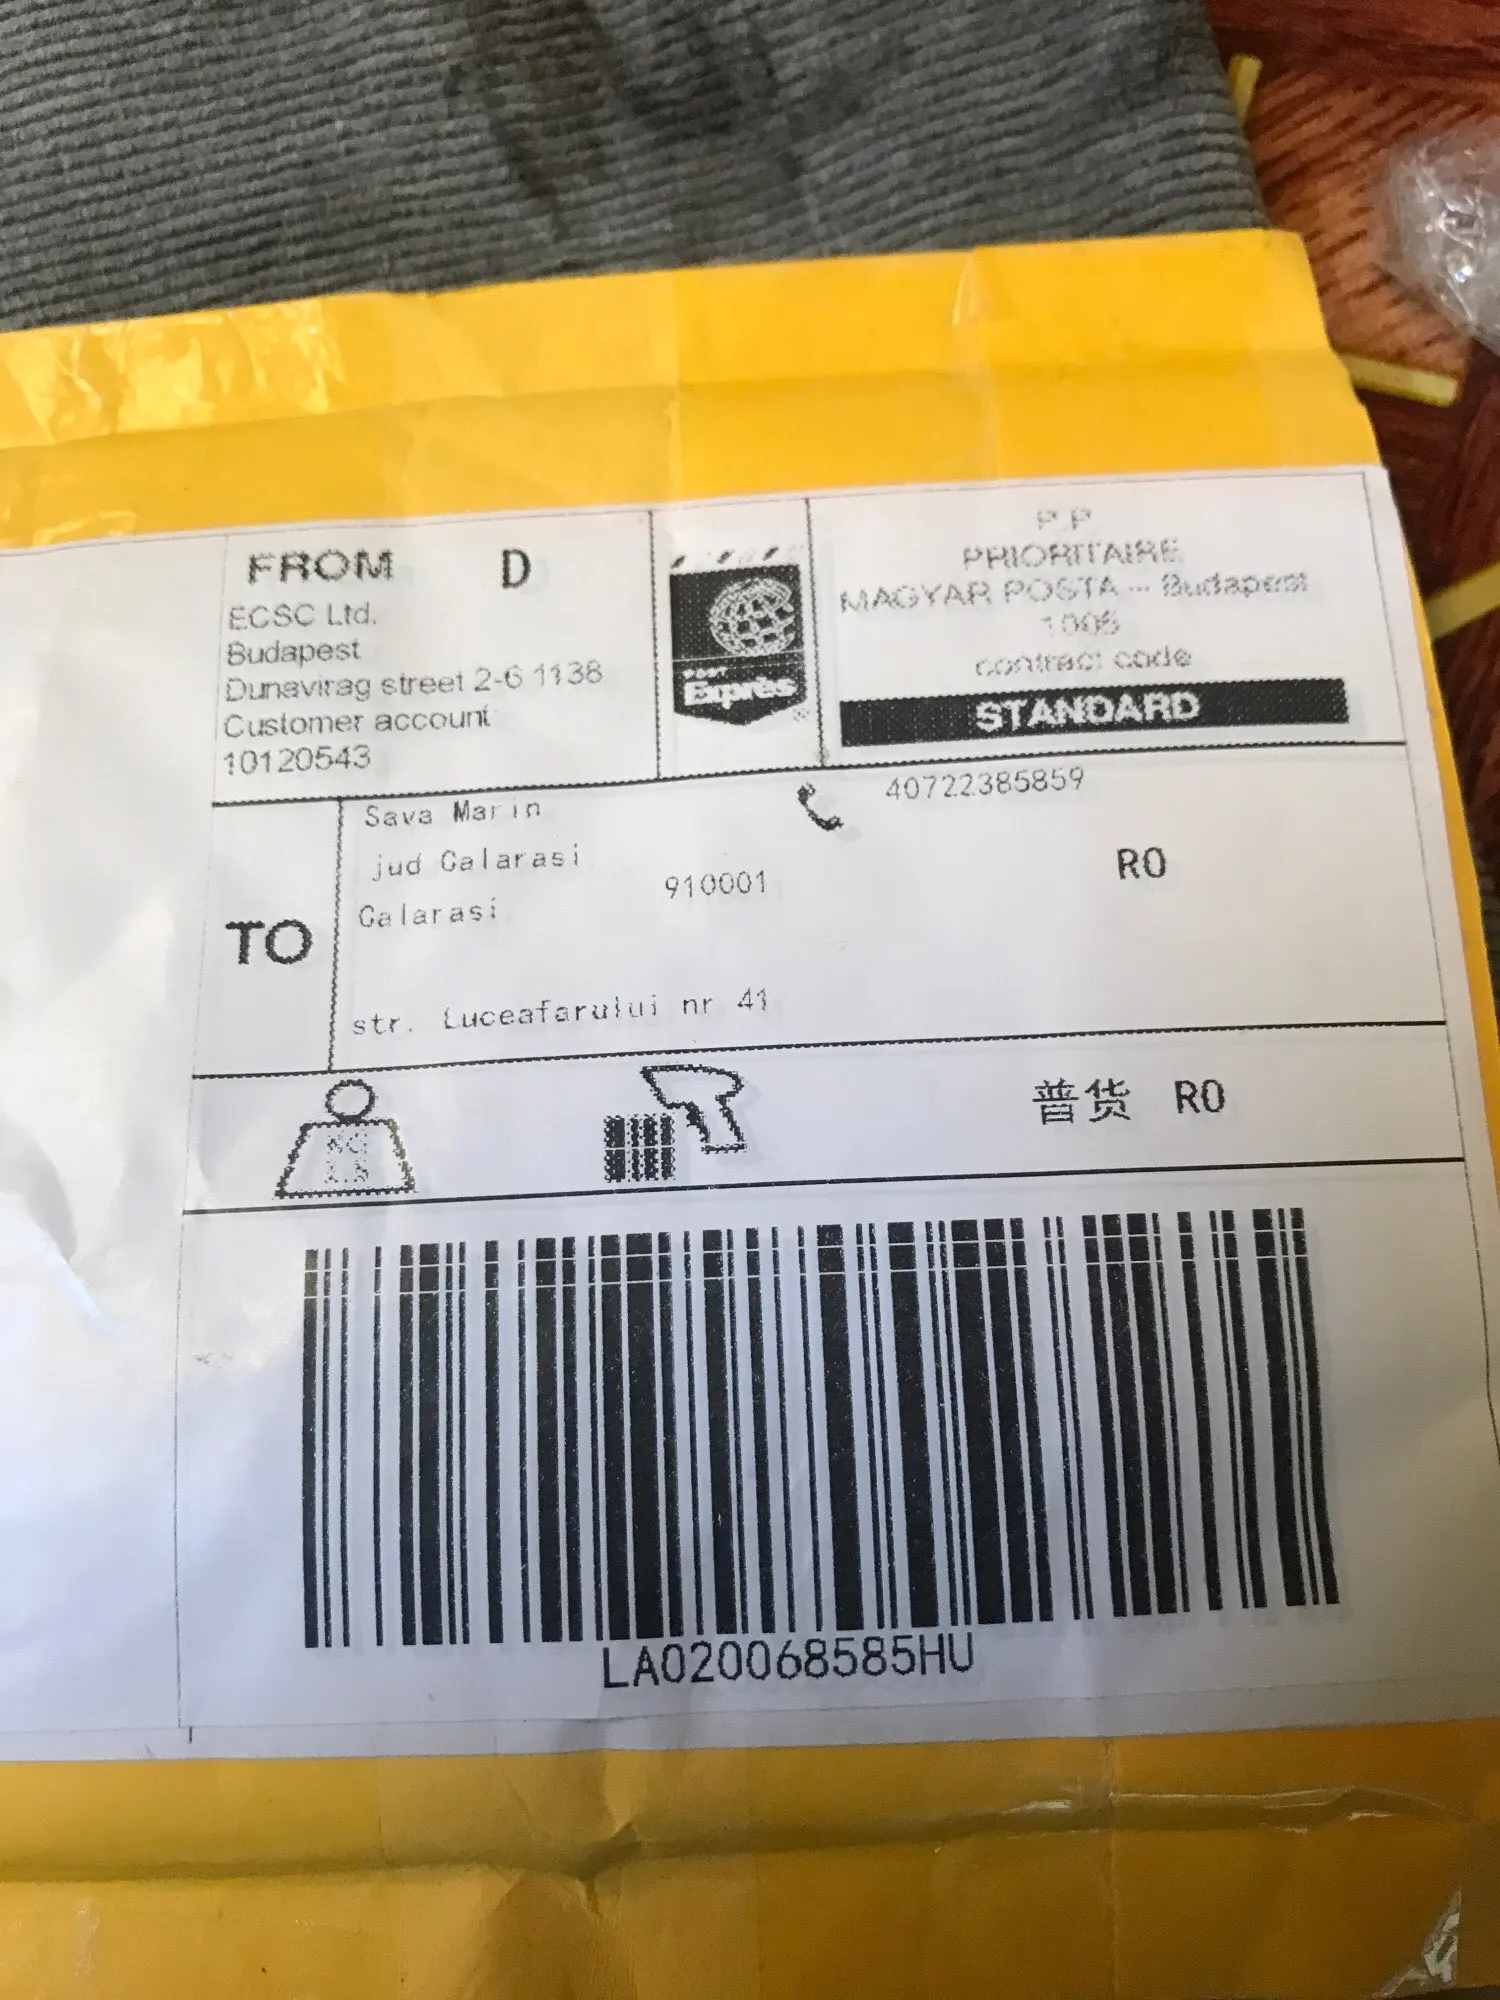 FROM D
ECSC Ltd.
Budapest
Dunavirag street 2-6 1138
Customer account
10120543
Exprès
®
P.P
PRIORITAIRE
MAGYAR POSTA -- Budapest
1005
contract code
STANDARD
TO
Sava Marin
40722385859
jud Calarasi
910001
RO
Calarasi
str. Luceafarului nr 41
普货 RO
LA020068585HU